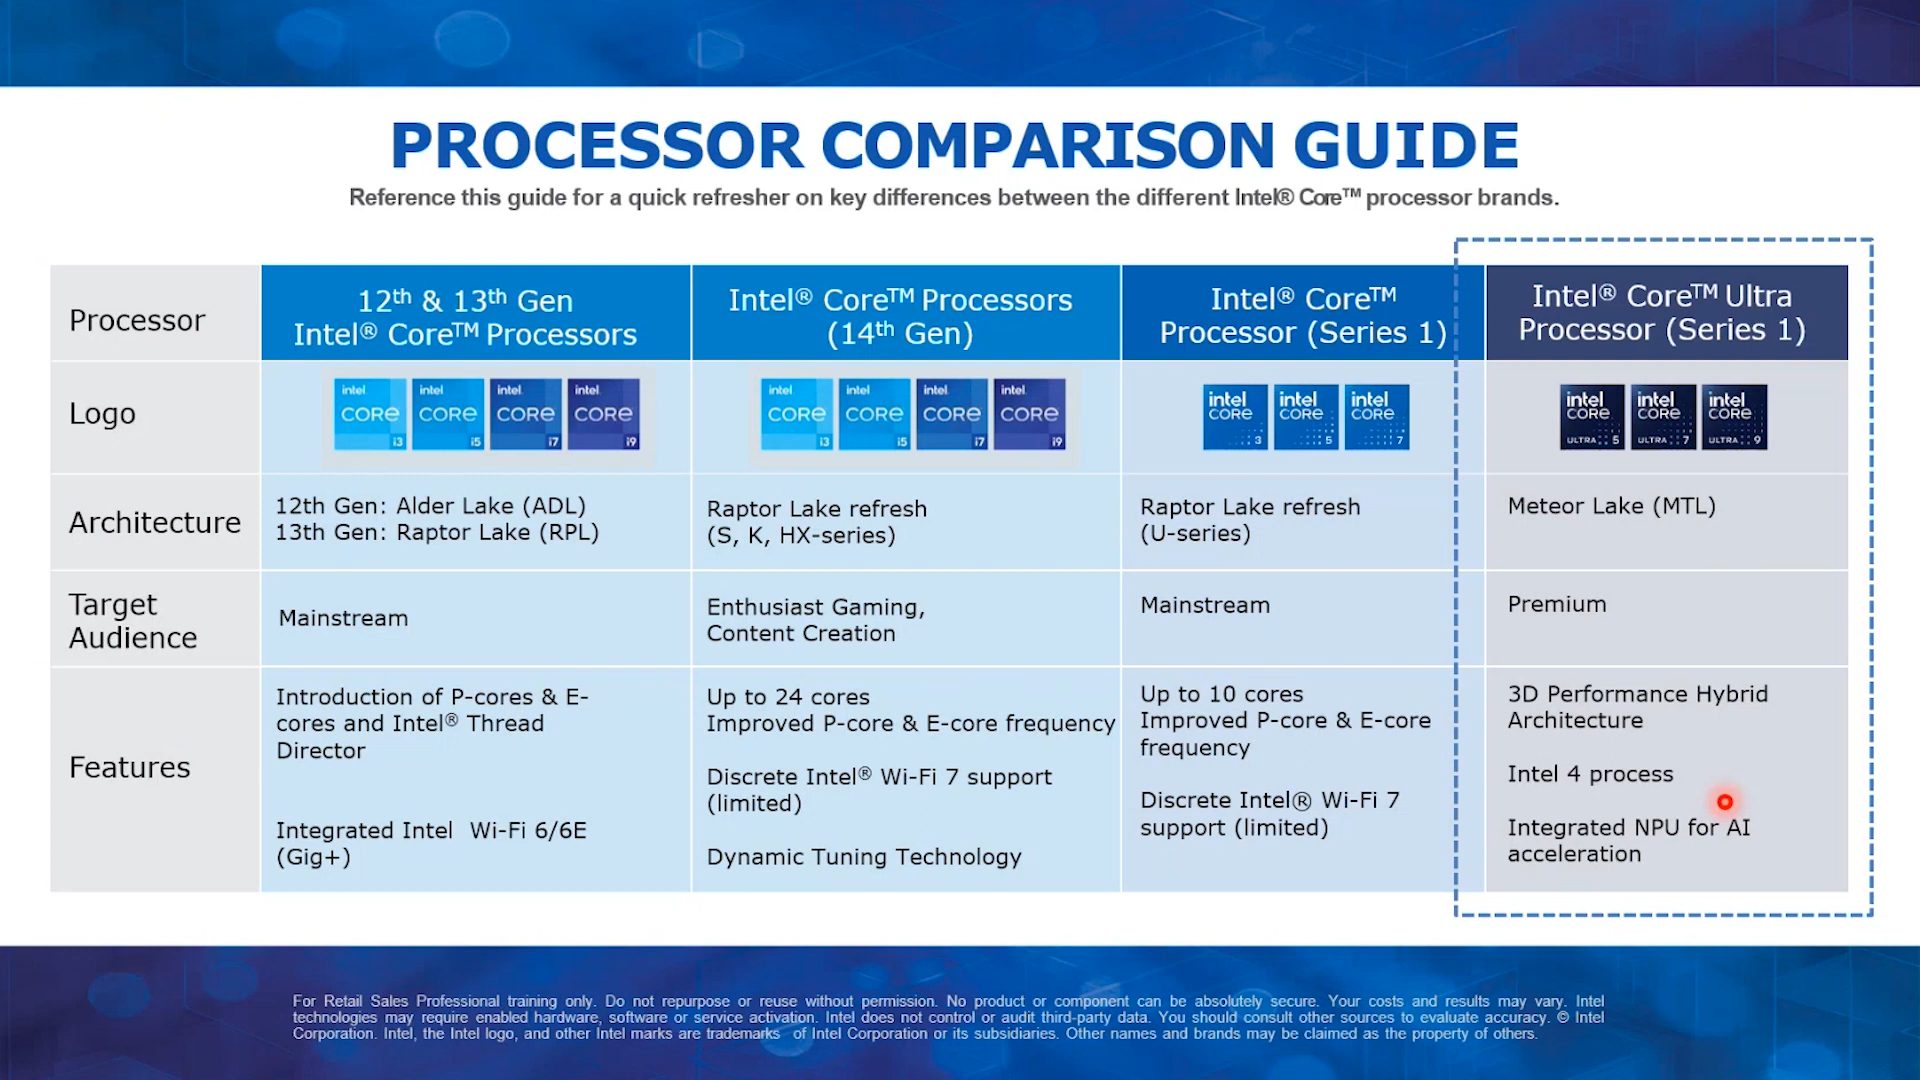 PROCESSOR COMPARISON GUIDE
Reference this guide for a quick refresher on key differences between the different Intel® Core™ processor brands.
Processor
12th & 13th Gen
Intel® Core™ Processors
Intel® Core™ Processors
(14th Gen)
Intel® Core™
Processor (Series 1)
Intel® Core™ Ultra
Processor (Series 1)
Logo
intel CORE i3
intel CORE i5
intel CORE i7
intel CORE i9
intel CORE i3
intel CORE i5
intel CORE i7
intel CORE i9
intel CORE 3
intel CORE 5
intel CORE 7
intel CORE ULTRA 5
intel CORE ULTRA 7
intel CORE ULTRA 9
Architecture
12th Gen: Alder Lake (ADL)
13th Gen: Raptor Lake (RPL)
Raptor Lake refresh
(S, K, HX-series)
Raptor Lake refresh
(U-series)
Meteor Lake (MTL)
Target
Audience
Mainstream
Enthusiast Gaming,
Content Creation
Mainstream
Premium
Features
Introduction of P-cores & E-
cores and Intel® Thread
Director
Integrated Intel Wi-Fi 6/6E
(Gig+)
Up to 24 cores
Improved P-core & E-core frequency
Discrete Intel® Wi-Fi 7 support
(limited)
Dynamic Tuning Technology
Up to 10 cores
Improved P-core & E-core
frequency
Discrete Intel® Wi-Fi 7
support (limited)
3D Performance Hybrid
Architecture
Intel 4 process
Integrated NPU for AI
acceleration
For Retail Sales Professional training only. Do not repurpose or reuse without permission. No product or component can be absolutely secure. Your costs and results may vary. Intel
technologies may require enabled hardware, software or service activation. Intel does not control or audit third-party data. You should consult other sources to evaluate accuracy. © Intel
Corporation. Intel, the Intel logo, and other Intel marks are trademarks of Intel Corporation or its subsidiaries. Other names and brands may be claimed as the property of others.